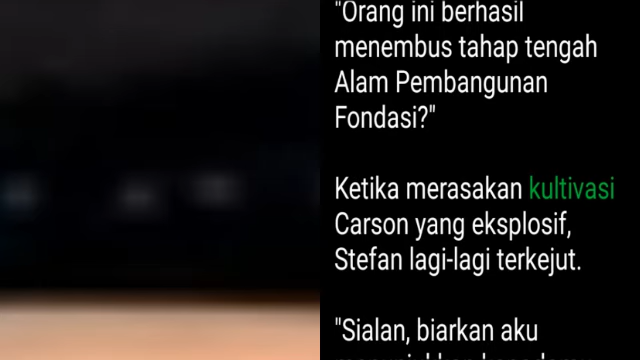 "Orang ini berhasil
menembus tahap tengah
Alam Pembangunan
Fondasi?"
Ketika merasakan kultivasi
Carson yang eksplosif,
Stefan lagi-lagi terkejut.
"Sialan, biarkan aku